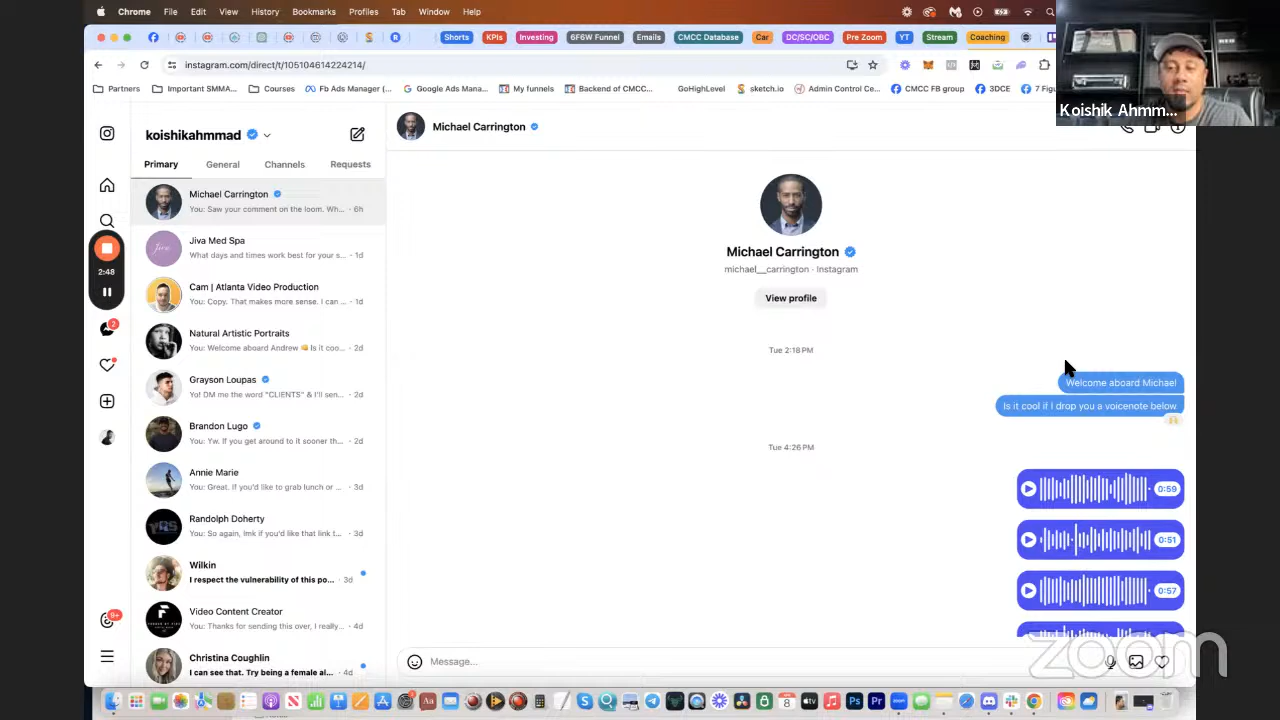 Chrome File Edit View History Bookmarks Profiles Tab Window Help
Shorts KPIs Investing 6F6W Funnel Emails CMCC Database Car DC/SC/OBC Pre Zoom YT Stream Coaching
instagram.com/direct/t/105104614224214/
Partners Important SMMA... Courses Fb Ads Manager (... Google Ads Mana... My funnels Backend of CMCC... GoHighLevel sketch.io Admin Control Ce... CMCC FB group 3DCE 7 Figu
Koishik Ahmm...
koishikahmmad
Primary General Channels Requests
Michael Carrington
You: Saw your comment on the loom. Wh... · 6h
Jiva Med Spa
What days and times work best for your s... · 1d
Cam | Atlanta Video Production
You: Copy. That makes more sense. I can ... · 1d
Natural Artistic Portraits
You: Welcome aboard Andrew 👊 Is it coo... · 2d
Grayson Loupas
Yo! DM me the word "CLIENTS" & I'll sen... · 2d
Brandon Lugo
You: Yw. If you get around to it sooner th... · 2d
Annie Marie
You: Great. If you'd like to grab lunch or ... · 3d
Randolph Doherty
You: So again, lmk if you'd like that link t... · 3d
Wilkin
I respect the vulnerability of this po... · 3d
Video Content Creator
You: Thanks for sending this over, I really... · 4d
Christina Coughlin
I can see that. Try being a female al... · 4d
2:48
2
9+
Michael Carrington
Michael Carrington
michael__carrington · Instagram
View profile
Tue 2:18 PM
Welcome aboard Michael
Is it cool if I drop you a voicenote below
Tue 4:26 PM
0:59
0:51
0:57
Message...
zoom